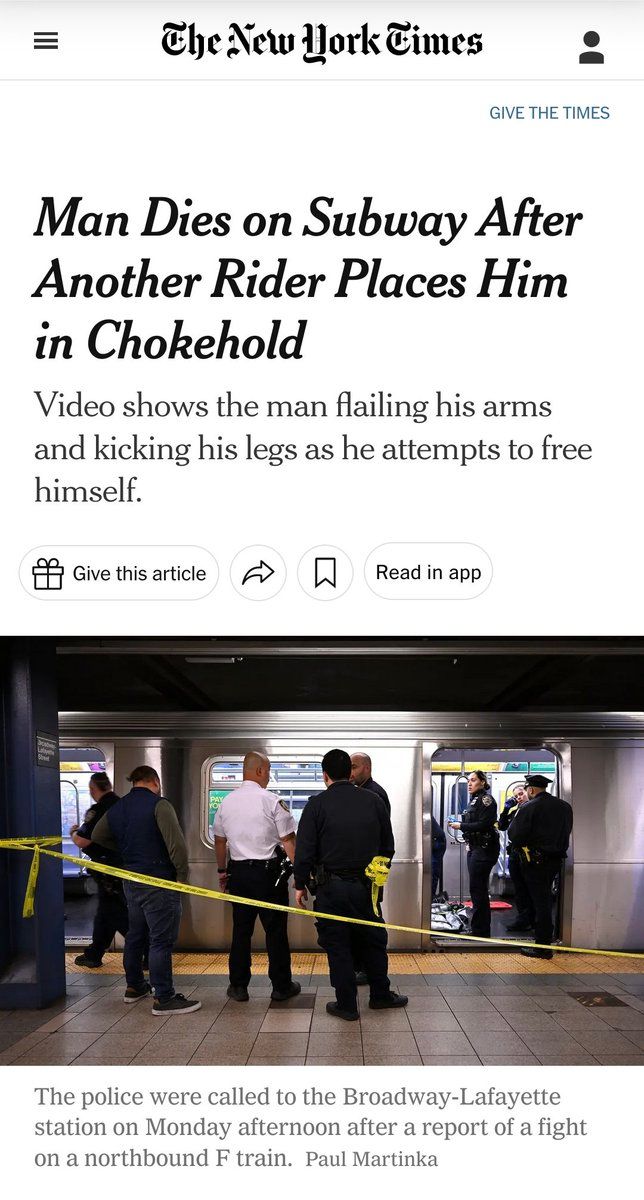 The New York Times
GIVE THE TIMES
Man Dies on Subway After
Another Rider Places Him
in Chokehold
Video shows the man flailing his arms
and kicking his legs as he attempts to free
himself.
Give this article
Read in app
Broadway
Lafayette
Street
PAY
The police were called to the Broadway-Lafayette
station on Monday afternoon after a report of a fight
on a northbound F train. Paul Martinka